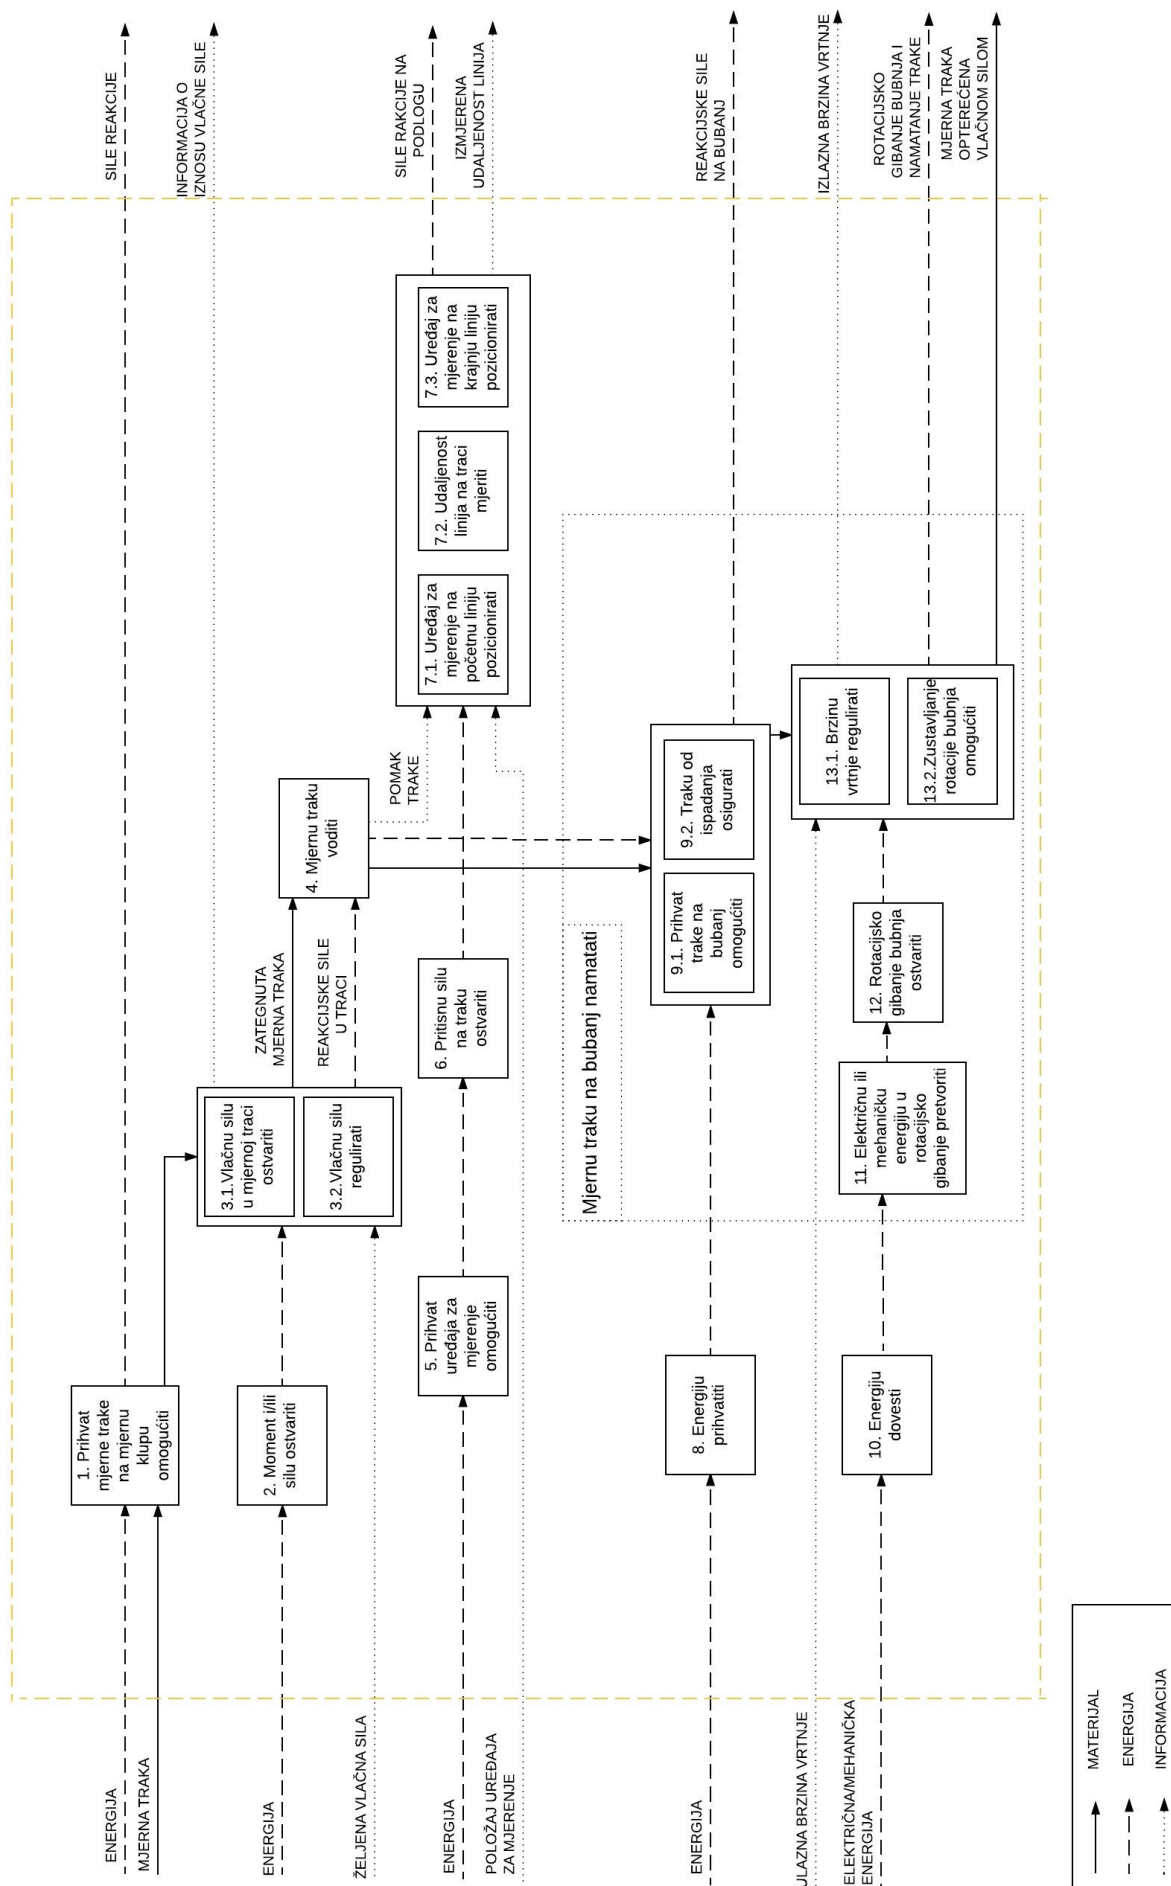 ENERGIJA
MJERNA TRAKA
ENERGIJA
ŽELJENA VLAČNA SILA
ENERGIJA
POLOŽAJ UREĐAJA
ZA MJERENJE
ENERGIJA
ULAZNA BRZINA VRTNJE
ELEKTRIČNA/MEHANIČKA
ENERGIJA
1. Prihvat
mjerne trake
na mjernu
klupu
omogućiti
2. Moment i/ili
silu ostvariti
3.1.Vlačnu silu
u mjernoj traci
ostvariti
3.2.Vlačnu silu
regulirati
ZATEGNUTA
MJERNA TRAKA
REAKCIJSKE SILE
U TRACI
4. Mjernu traku
voditi
POMAK
TRAKE
5. Prihvat
uređaja za
mjerenje
omogućiti
6. Pritisnu silu
na traku
ostvariti
7.1. Uređaj za
mjerenje na
početnu liniju
pozicionirati
7.2. Udaljenost
linija na traci
mjeriti
7.3. Uređaj za
mjerenje na
krajnju liniju
pozicionirati
Mjernu traku na bubanj namatati
8. Energiju
prihvatiti
9.1. Prihvat
trake na
bubanj
omogućiti
9.2. Traku od
ispadanja
osigurati
10. Energiju
dovesti
11. Električnu ili
mehaničku
energiju u
rotacijsko
gibanje pretvoriti
12. Rotacijsko
gibanje bubnja
ostvariti
13.1. Brzinu
vrtnje regulirati
13.2.Zustavljanje
rotacije bubnja
omogućiti
SILE REAKCIJE
INFORMACIJA O
IZNOSU VLAČNE SILE
SILE RAKCIJE NA
PODLOGU
IZMJERENA
UDALJENOST LINIJA
REAKCIJSKE SILE
NA BUBANJ
IZLAZNA BRZINA VRTNJE
ROTACIJSKO
GIBANJE BUBNJA I
NAMATANJE TRAKE
MJERNA TRAKA
OPTEREĆENA
VLAČNOM SILOM
MATERIJAL
ENERGIJA
INFORMACIJA